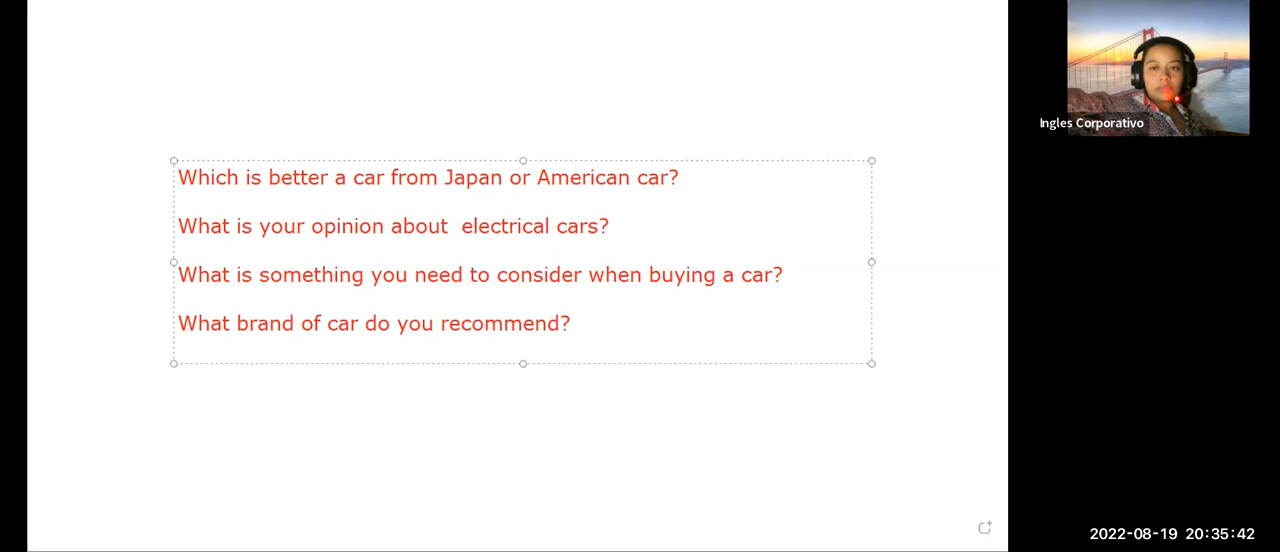 Which is better a car from Japan or American car?
What is your opinion about  electrical cars?
What is something you need to consider when buying a car?
What brand of car do you recommend?
Ingles Corporativo
2022-08-19 20:35:42